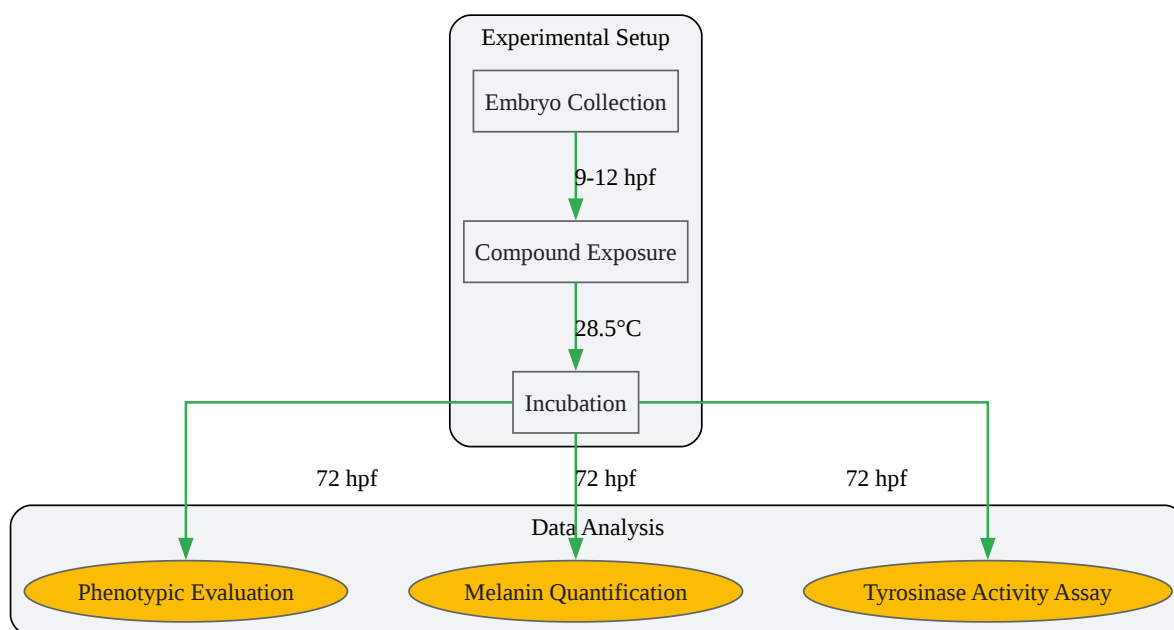 Experimental Setup
Embryo Collection
9-12 hpf
Compound Exposure
28.5°C
Incubation
72 hpf
72 hpf
72 hpf
Data Analysis
Phenotypic Evaluation
Melanin Quantification
Tyrosinase Activity Assay